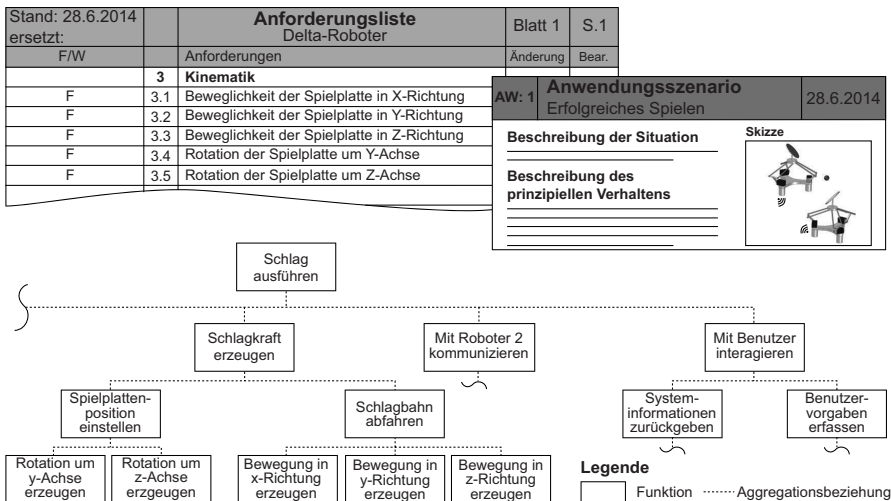 Stand: 28.6.2014
ersetzt:
Anforderungsliste
Delta-Roboter
Blatt 1
S.1
F/W
Anforderungen
Änderung
Bear.
3 Kinematik
F 3.1 Beweglichkeit der Spielplatte in X-Richtung
F 3.2 Beweglichkeit der Spielplatte in Y-Richtung
F 3.3 Beweglichkeit der Spielplatte in Z-Richtung
F 3.4 Rotation der Spielplatte um Y-Achse
F 3.5 Rotation der Spielplatte um Z-Achse
AW: 1
Anwendungsszenario
Erfolgreiches Spielen
28.6.2014
Beschreibung der Situation
Beschreibung des
prinzipiellen Verhaltens
Skizze
Schlag
ausführen
Schlagkraft
erzeugen
Mit Roboter 2
kommunizieren
Mit Benutzer
interagieren
Spielplatten-
position
einstellen
Schlagbahn
abfahren
System-
informationen
zurückgeben
Benutzer-
vorgaben
erfassen
Rotation um
y-Achse
erzeugen
Rotation um
z-Achse
erzgeugen
Bewegung in
x-Richtung
erzeugen
Bewegung in
y-Richtung
erzeugen
Bewegung in
z-Richtung
erzeugen
Legende
Funktion
Aggregationsbeziehung